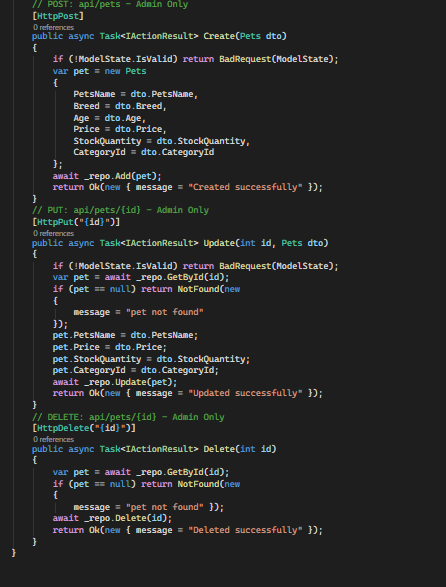 // POST: api/pets – Admin Only
[HttpPost]
0 references
public async Task<IActionResult> Create(Pets dto)
{
if (!ModelState.IsValid) return BadRequest(ModelState);
var pet = new Pets
{
PetsName = dto.PetsName,
Breed = dto.Breed,
Age = dto.Age,
Price = dto.Price,
StockQuantity = dto.StockQuantity,
CategoryId = dto.CategoryId
};
await _repo.Add(pet);
return Ok(new { message = "Created successfully" });
}
// PUT: api/pets/{id} – Admin Only
[HttpPut("{id}")]
0 references
public async Task<IActionResult> Update(int id, Pets dto)
{
if (!ModelState.IsValid) return BadRequest(ModelState);
var pet = await _repo.GetById(id);
if (pet == null) return NotFound(new
{
message = "pet not found"
});
pet.PetsName = dto.PetsName;
pet.Price = dto.Price;
pet.StockQuantity = dto.StockQuantity;
pet.CategoryId = dto.CategoryId;
await _repo.Update(pet);
return Ok(new { message = "Updated successfully" });
}
// DELETE: api/pets/{id} – Admin Only
[HttpDelete("{id}")]
0 references
public async Task<IActionResult> Delete(int id)
{
var pet = await _repo.GetById(id);
if (pet == null) return NotFound(new
{
message = "pet not found" });
await _repo.Delete(id);
return Ok(new { message = "Deleted successfully" });
}
}